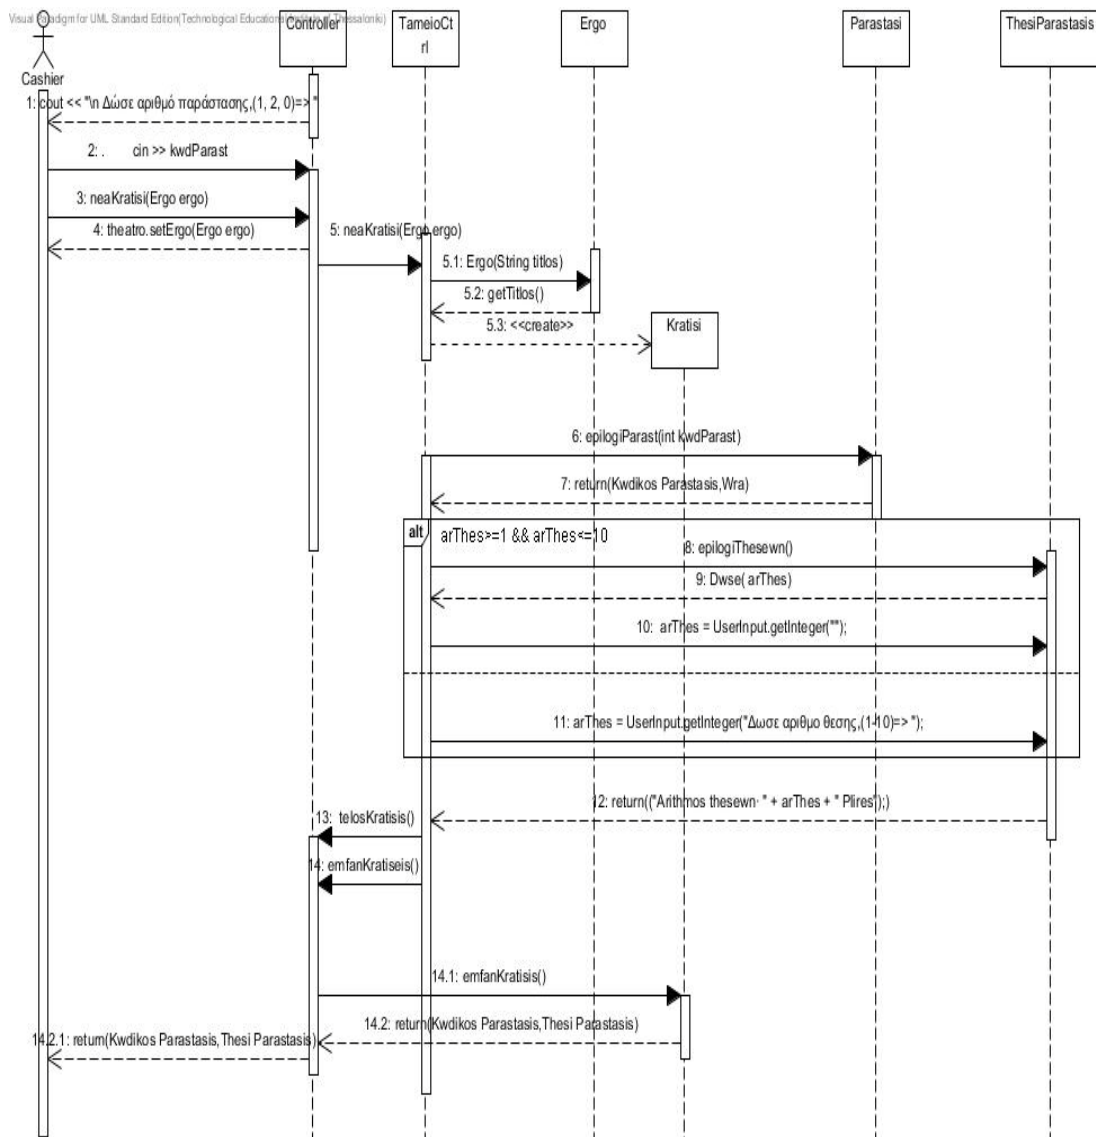 Visual Paradigm for UML Standard Edition(Technological Educational Institute of Thessaloniki)
Controller
TameioCt
rl
Ergo
Parastasi
ThesiParastasis
Cashier
1: cout << "\n Δώσε αριθμό παράστασης,(1, 2, 0)=> "
2: . cin >> kwdParast
3: neaKratisi(Ergo ergo)
4: theatro.setErgo(Ergo ergo)
5: neaKratisi(Ergo ergo)
5.1: Ergo(String titlos)
5.2: getTitlos()
5.3: <<create>>
Kratisi
6: epilogiParast(int kwdParast)
7: return(Kwdikos Parastasis,Wra)
alt
arThes>=1 && arThes<=10
8: epilogiThesewn()
9: Dwse( arThes)
10: arThes = UserInput.getInteger("");
11: arThes = UserInput.getInteger("Δωσε αριθμο θεσης,(1-10)=> ");
12: return(("Arithmos thesewn· " + arThes + " Plires");)
13: telosKratisis()
14: emfanKratiseis()
14.1: emfanKratisis()
14.2: return(Kwdikos Parastasis,Thesi Parastasis)
14.2.1: return(Kwdikos Parastasis,Thesi Parastasis)